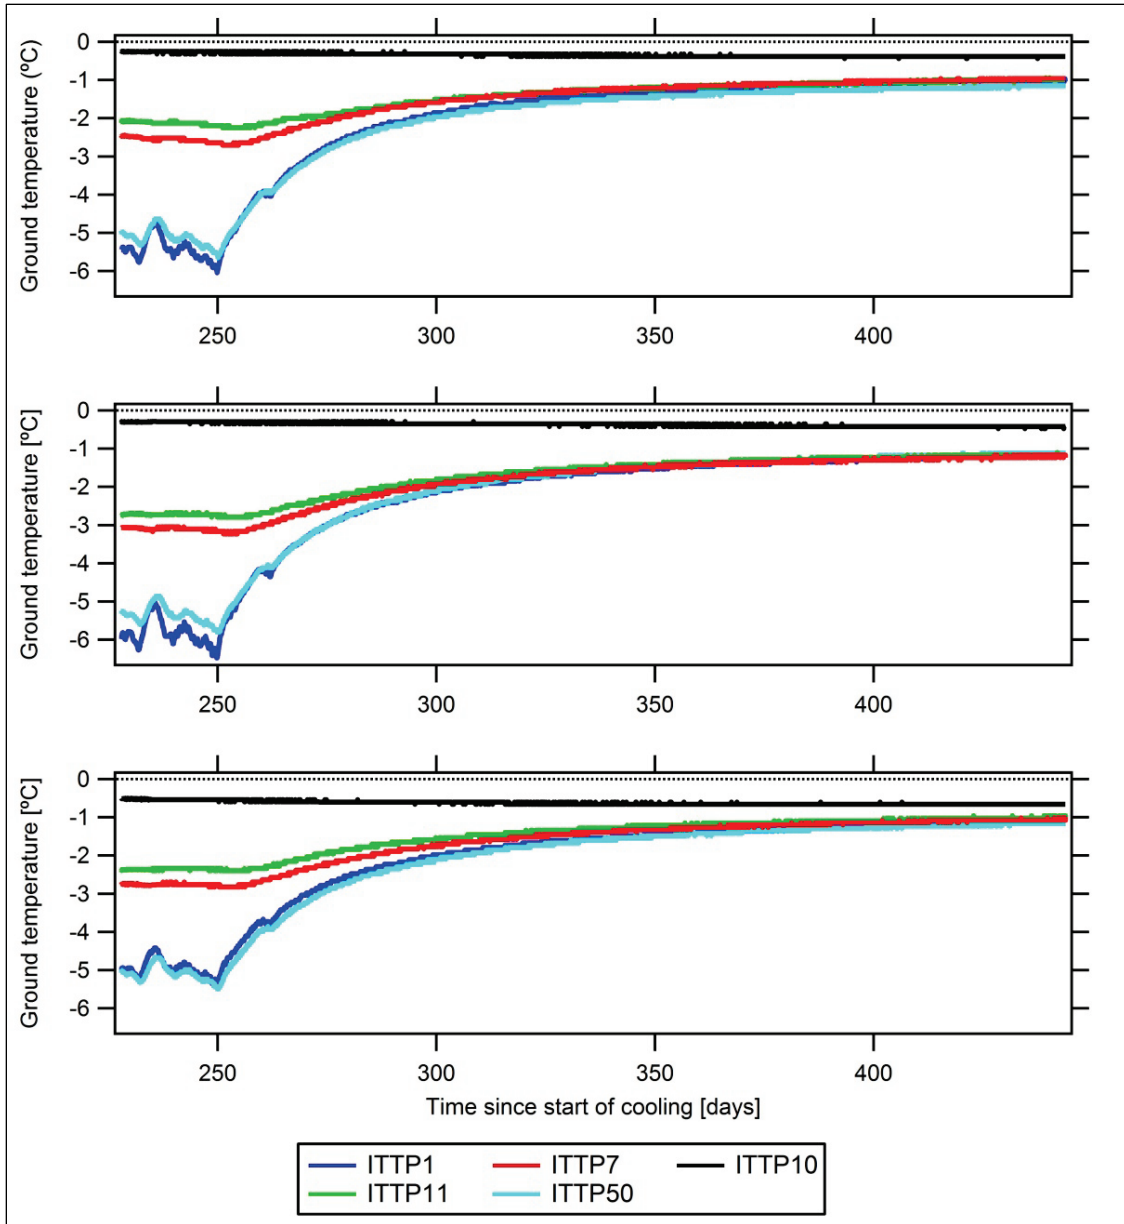 Ground temperature (ºC)
0
-1
-2
-3
-4
-5
-6
250 300 350 400
Ground temperature [ºC]
0
-1
-2
-3
-4
-5
-6
250 300 350 400
Ground temperature [ºC]
0
-1
-2
-3
-4
-5
-6
250 300 350 400
Time since start of cooling [days]
ITTP1 ITTP7 ITTP10
ITTP11 ITTP50